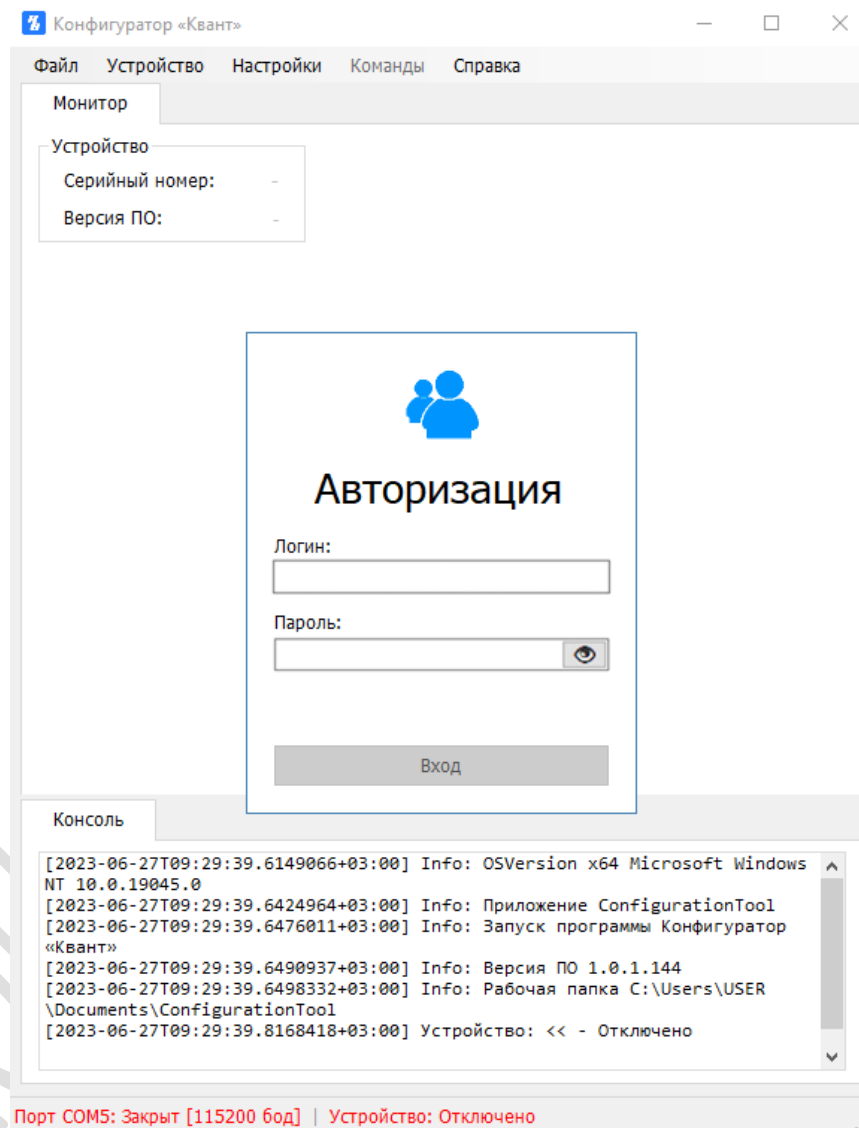 Конфигуратор «Квант»
Файл Устройство Настройки Команды Справка
Монитор
Устройство
Серийный номер: -
Версия ПО: -
Авторизация
Логин:
Пароль:
Вход
Консоль
[2023-06-27T09:29:39.6149066+03:00] Info: OSVersion x64 Microsoft Windows
NT 10.0.19045.0
[2023-06-27T09:29:39.6424964+03:00] Info: Приложение ConfigurationTool
[2023-06-27T09:29:39.6476011+03:00] Info: Запуск программы Конфигуратор
«Квант»
[2023-06-27T09:29:39.6490937+03:00] Info: Версия ПО 1.0.1.144
[2023-06-27T09:29:39.6498332+03:00] Info: Рабочая папка C:\Users\USER
\Documents\ConfigurationTool
[2023-06-27T09:29:39.8168418+03:00] Устройство: << - Отключено
Порт COM5: Закрыт [115200 бод] | Устройство: Отключено